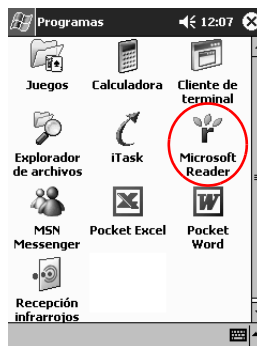 Programas 12:07
Juegos Calculadora Cliente de
terminal
Explorador iTask Microsoft
de archivos Reader
MSN Pocket Excel Pocket
Messenger Word
Recepción
infrarrojos